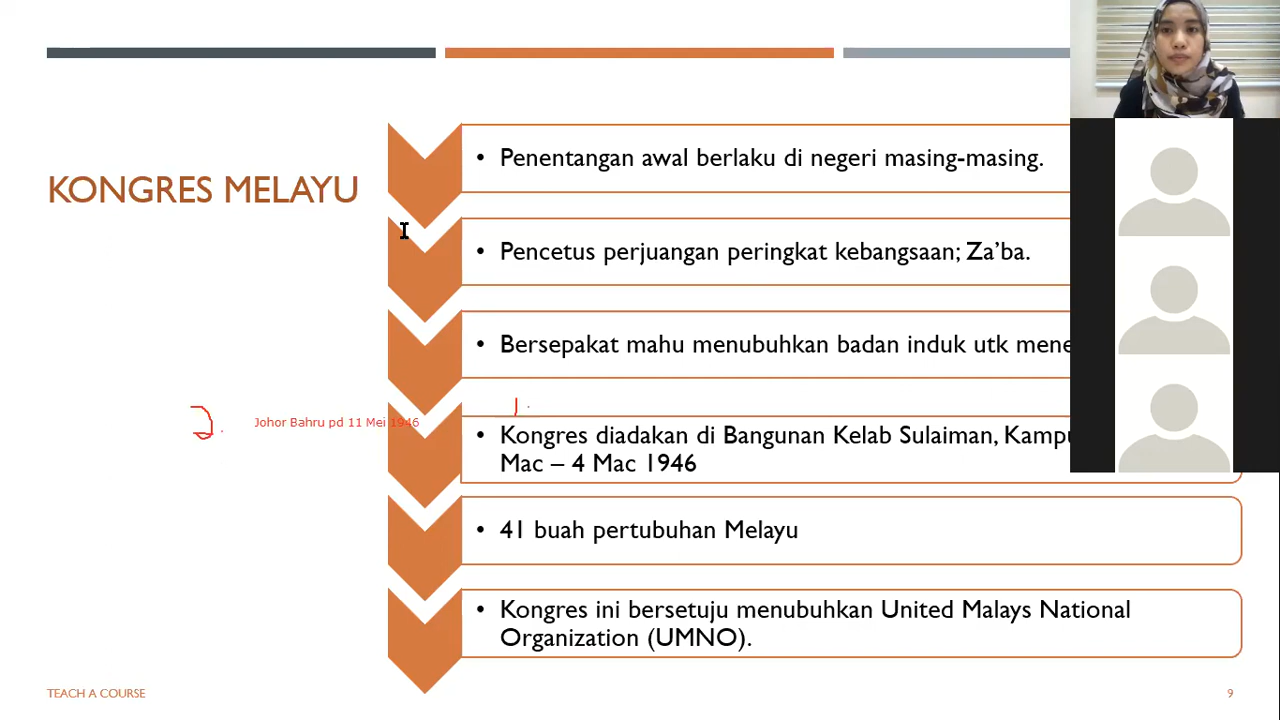 KONGRES MELAYU
• Penentangan awal berlaku di negeri masing-masing.
• Pencetus perjuangan peringkat kebangsaan; Za'ba.
• Bersepakat mahu menubuhkan badan induk utk
1.
2. Johor Bahru pd 11 Mei 1946
• Kongres diadakan di Bangunan Kelab Sulaiman,
Mac – 4 Mac 1946
• 41 buah pertubuhan Melayu
• Kongres ini bersetuju menubuhkan United Malays National
Organization (UMNO).
TEACH A COURSE
9